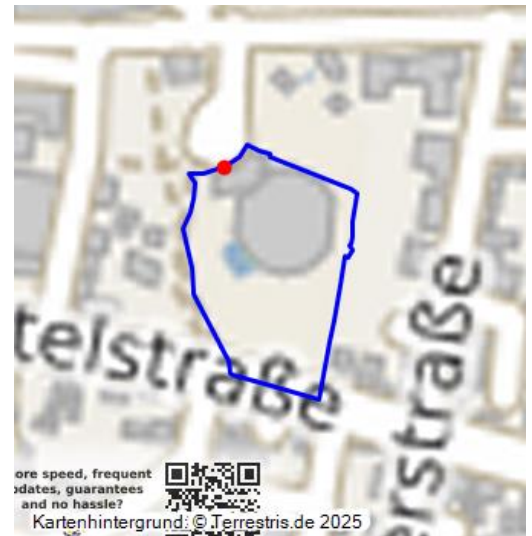 telstraße
erstraße
ore speed, frequent
pdates, guarantees
and no hassle?
Kartenhintergrund: © Terrestris.de 2025